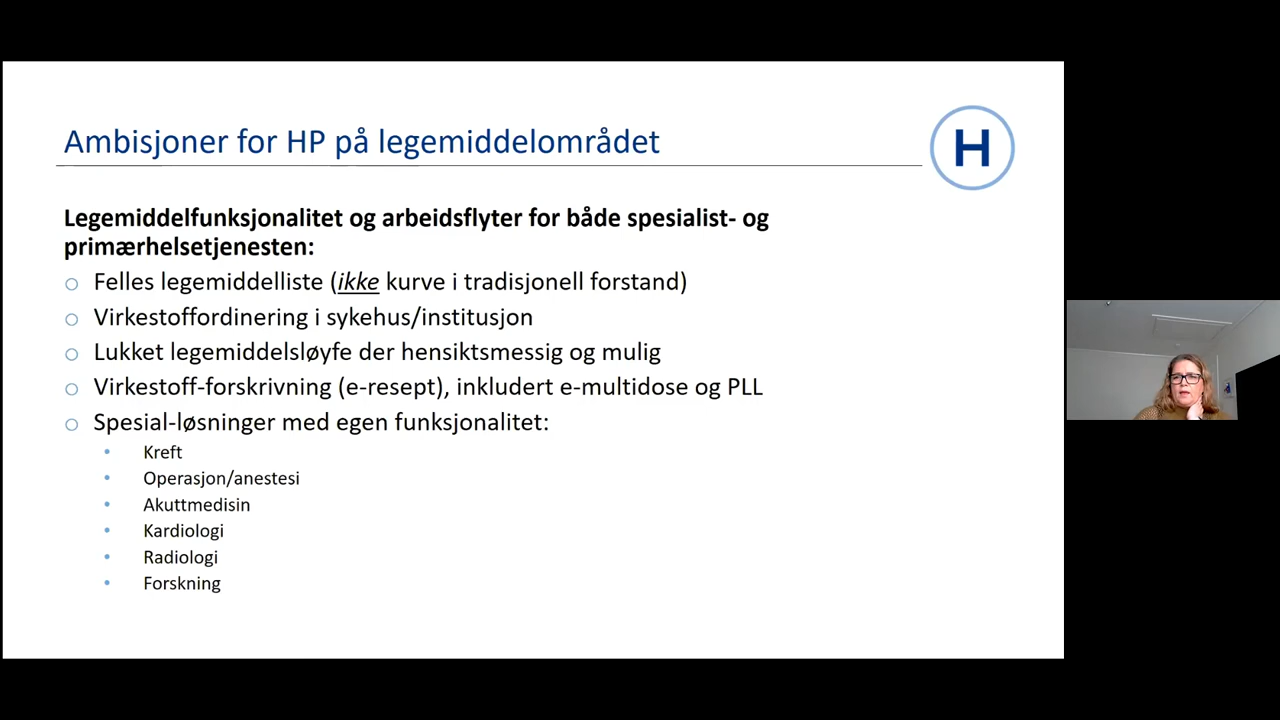 Ambisjoner for HP på legemiddelområdet
H
Legemiddelfunksjonalitet og arbeidsflyter for både spesialist- og
primærhelsetjenesten:
o Felles legemiddelliste (ikke kurve i tradisjonell forstand)
o Virkestoffordinering i sykehus/institusjon
o Lukket legemiddelsløyfe der hensiktsmessig og mulig
o Virkestoff-forskrivning (e-resept), inkludert e-multidose og PLL
o Spesial-løsninger med egen funksjonalitet:
• Kreft
• Operasjon/anestesi
• Akuttmedisin
• Kardiologi
• Radiologi
• Forskning